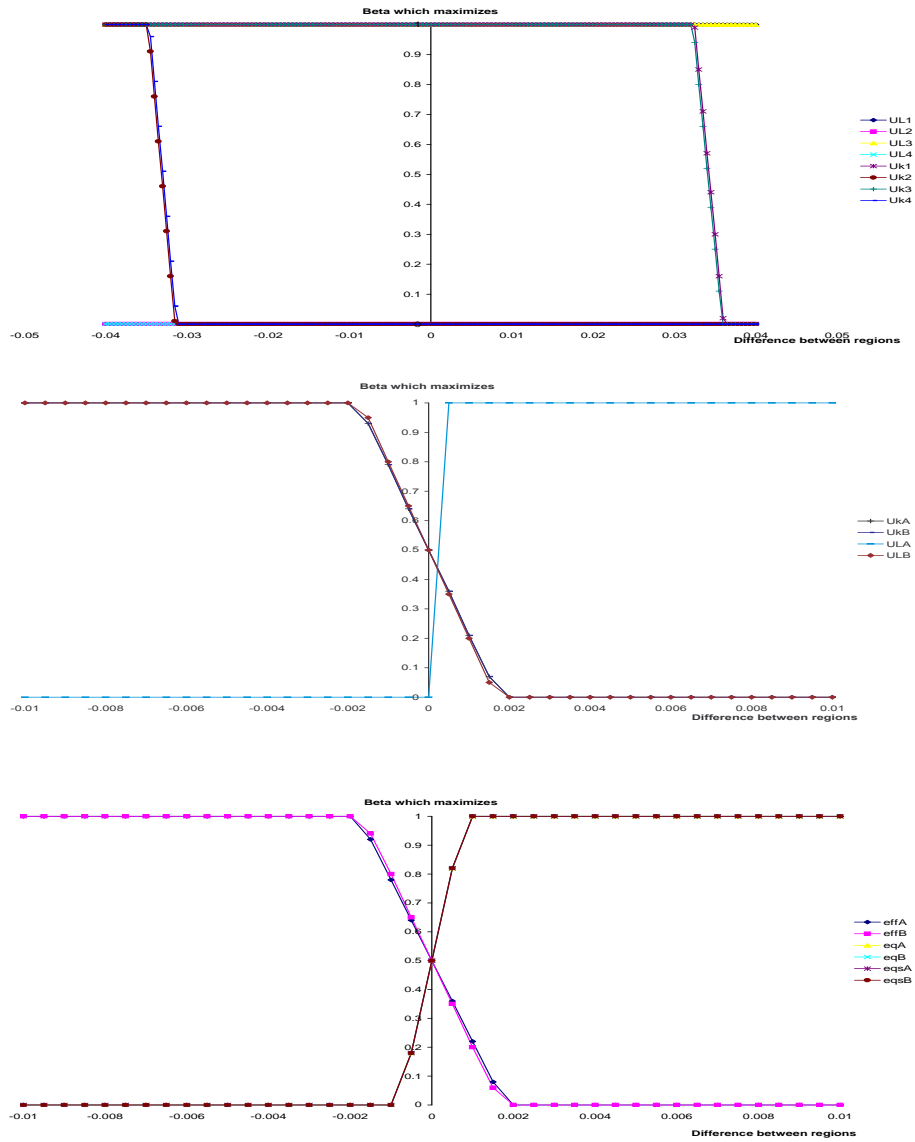 Beta which maximizes
1
0.9
0.8
0.7
0.6
0.5
0.4
0.3
0.2
0.1
0
-0.05
-0.04
-0.03
-0.02
-0.01
0
0.01
0.02
0.03
0.04
0.05
Difference between regions
UL1
UL2
UL3
UL4
Uk1
Uk2
Uk3
Uk4
Beta which maximizes
1
0.9
0.8
0.7
0.6
0.5
0.4
0.3
0.2
0.1
0
-0.01
-0.008
-0.006
-0.004
-0.002
0
0.002
0.004
0.006
0.008
0.01
Difference between regions
UkA
UkB
ULA
ULB
Beta which maximizes
1
0.9
0.8
0.7
0.6
0.5
0.4
0.3
0.2
0.1
0
-0.01
-0.008
-0.006
-0.004
-0.002
0
0.002
0.004
0.006
0.008
0.01
Difference between regions
effA
effB
eqA
eqB
eqsA
eqsB